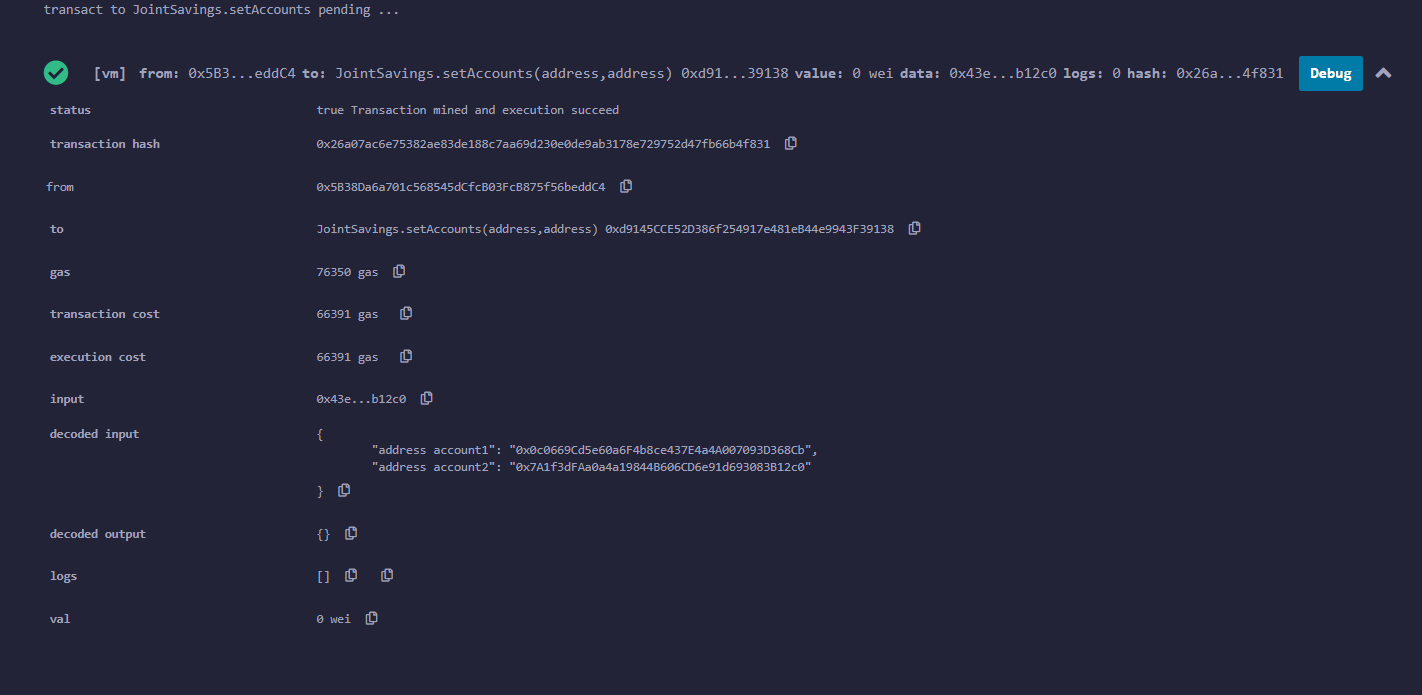 transact to JointSavings.setAccounts pending ...
[vm] from: 0x5B3...eddC4 to: JointSavings.setAccounts(address,address) 0xd91...39138 value: 0 wei data: 0x43e...b12c0 logs: 0 hash: 0x26a...4f831 Debug
status true Transaction mined and execution succeed
transaction hash 0x26a07ac6e75382ae83de188c7aa69d230e0de9ab3178e729752d47fb66b4f831
from 0x5B38Da6a701c568545dCfcB03FcB875f56beddC4
to JointSavings.setAccounts(address,address) 0xd9145CCE52D386f254917e481eB44e9943F39138
gas 76350 gas
transaction cost 66391 gas
execution cost 66391 gas
input 0x43e...b12c0
decoded input {
"address account1": "0x0c0669Cd5e60a6F4b8ce437E4a4A007093D368Cb",
"address account2": "0x7A1f3dFAa0a4a19844B606CD6e91d693083B12c0"
}
decoded output {}
logs []
val 0 wei